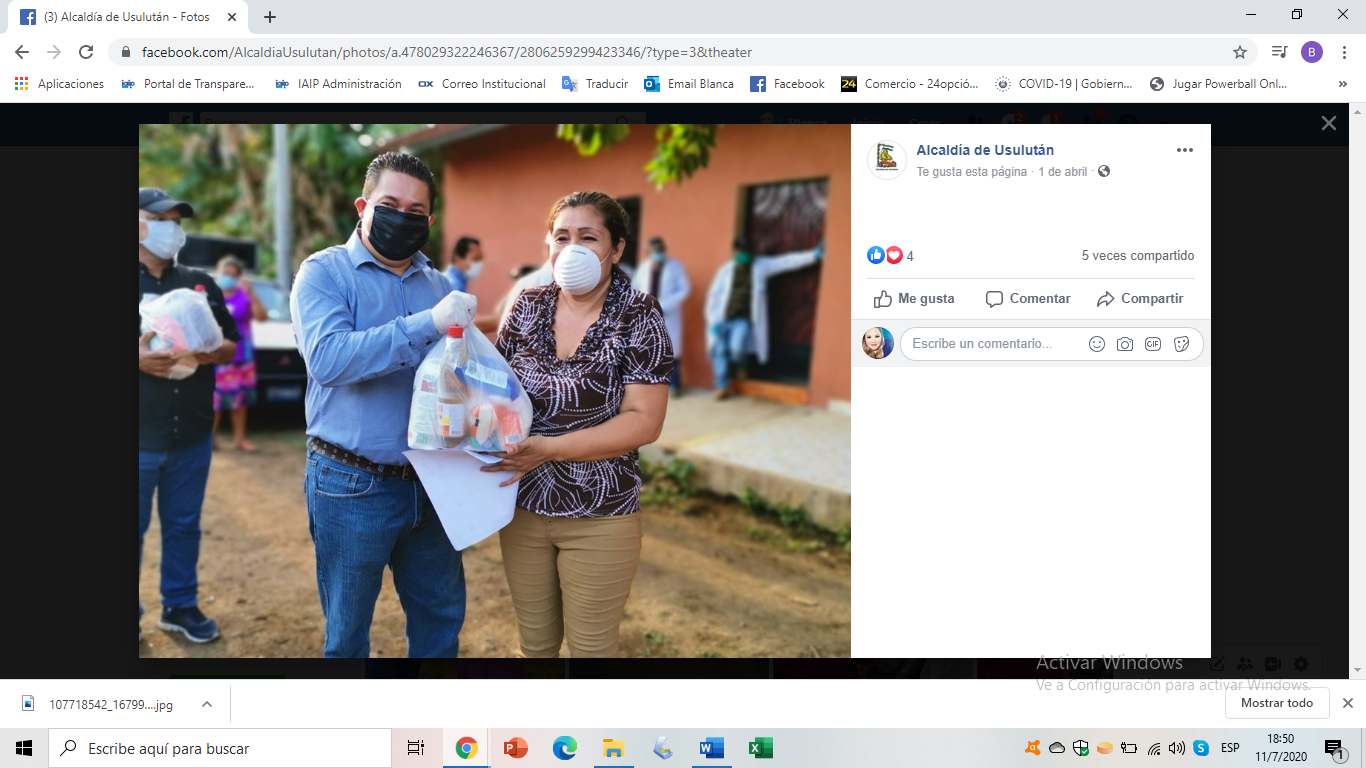 (3) Alcaldía de Usulután - Fotos
facebook.com/AlcaldiaUsulutan/photos/a.478029322246367/2806259299423346/?type=3&theater
B
Aplicaciones
Portal de Transpare...
IAIP Administración
Correo Institucional
Traducir
Email Blanca
Facebook
24 Comercio - 24opció...
COVID-19 | Gobiern...
Jugar Powerball Onl...
»
Alcaldía de Usulután
Te gusta esta página · 1 de abril ·
4
5 veces compartido
Me gusta
Comentar
Compartir
Escribe un comentario...
GIF
Activar Windows
Ve a Configuración para activar Windows.
107718542_16799....jpg
Mostrar todo
Escribe aquí para buscar
ESP
18:50
11/7/2020
1